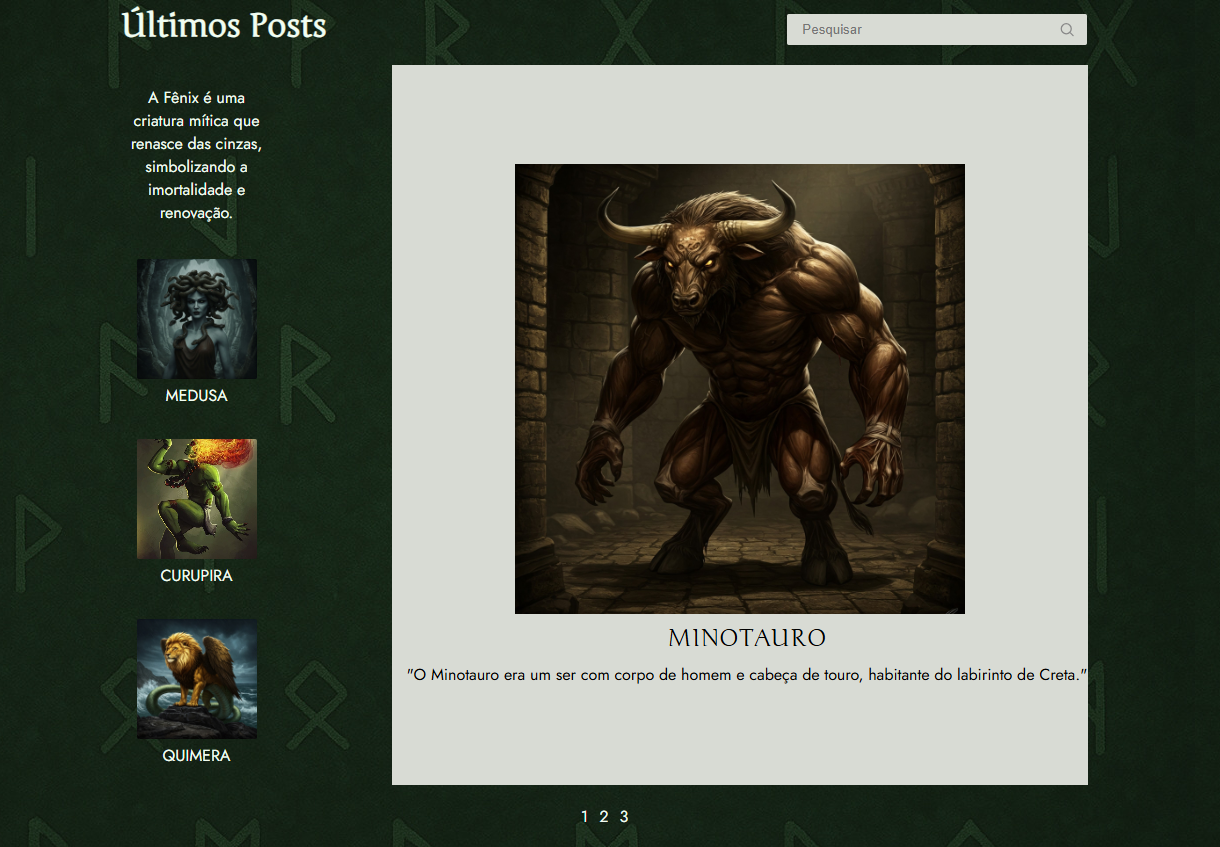 Últimos Posts
Pesquisar
A Fênix é uma
criatura mítica que
renasce das cinzas,
simbolizando a
imortalidade e
renovação.
MEDUSA
CURUPIRA
QUIMERA
MINOTAURO
"O Minotauro era um ser com corpo de homem e cabeça de touro, habitante do labirinto de Creta."
1 2 3